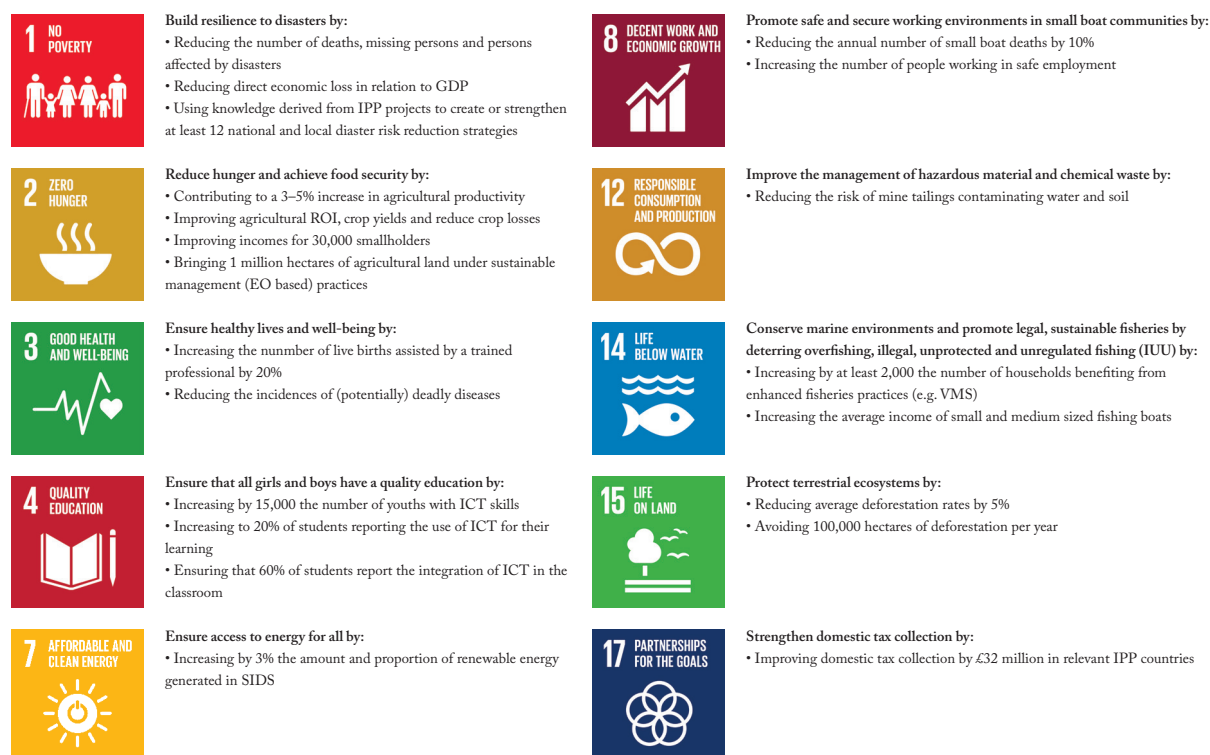 1 NO
POVERTY
Build resilience to disasters by:
• Reducing the number of deaths, missing persons and persons
affected by disasters
• Reducing direct economic loss in relation to GDP
• Using knowledge derived from IPP projects to create or strengthen
at least 12 national and local diaster risk reduction strategies
2 ZERO
HUNGER
Reduce hunger and achieve food security by:
• Contributing to a 3–5% increase in agricultural productivity
• Improving agricultural ROI, crop yields and reduce crop losses
• Improving incomes for 30,000 smallholders
• Bringing 1 million hectares of agricultural land under sustainable
management (EO based) practices
3 GOOD HEALTH
AND WELL-BEING
Ensure healthy lives and well-being by:
• Increasing the nunmber of live births assisted by a trained
professional by 20%
• Reducing the incidences of (potentially) deadly diseases
4 QUALITY
EDUCATION
Ensure that all girls and boys have a quality education by:
• Increasing by 15,000 the number of youths with ICT skills
• Increasing to 20% of students reporting the use of ICT for their
learning
• Ensuring that 60% of students report the integration of ICT in the
classroom
7 AFFORDABLE AND
CLEAN ENERGY
Ensure access to energy for all by:
• Increasing by 3% the amount and proportion of renewable energy
generated in SIDS
8 DECENT WORK AND
ECONOMIC GROWTH
Promote safe and secure working environments in small boat communities by:
• Reducing the annual number of small boat deaths by 10%
• Increasing the number of people working in safe employment
12 RESPONSIBLE
CONSUMPTION
AND PRODUCTION
Improve the management of hazardous material and chemical waste by:
• Reducing the risk of mine tailings contaminating water and soil
14 LIFE
BELOW WATER
Conserve marine environments and promote legal, sustainable fisheries by
deterring overfishing, illegal, unprotected and unregulated fishing (IUU) by:
• Increasing by at least 2,000 the number of households benefiting from
enhanced fisheries practices (e.g. VMS)
• Increasing the average income of small and medium sized fishing boats
15 LIFE
ON LAND
Protect terrestrial ecosystems by:
• Reducing average deforestation rates by 5%
• Avoiding 100,000 hectares of deforestation per year
17 PARTNERSHIPS
FOR THE GOALS
Strengthen domestic tax collection by:
• Improving domestic tax collection by £32 million in relevant IPP countries